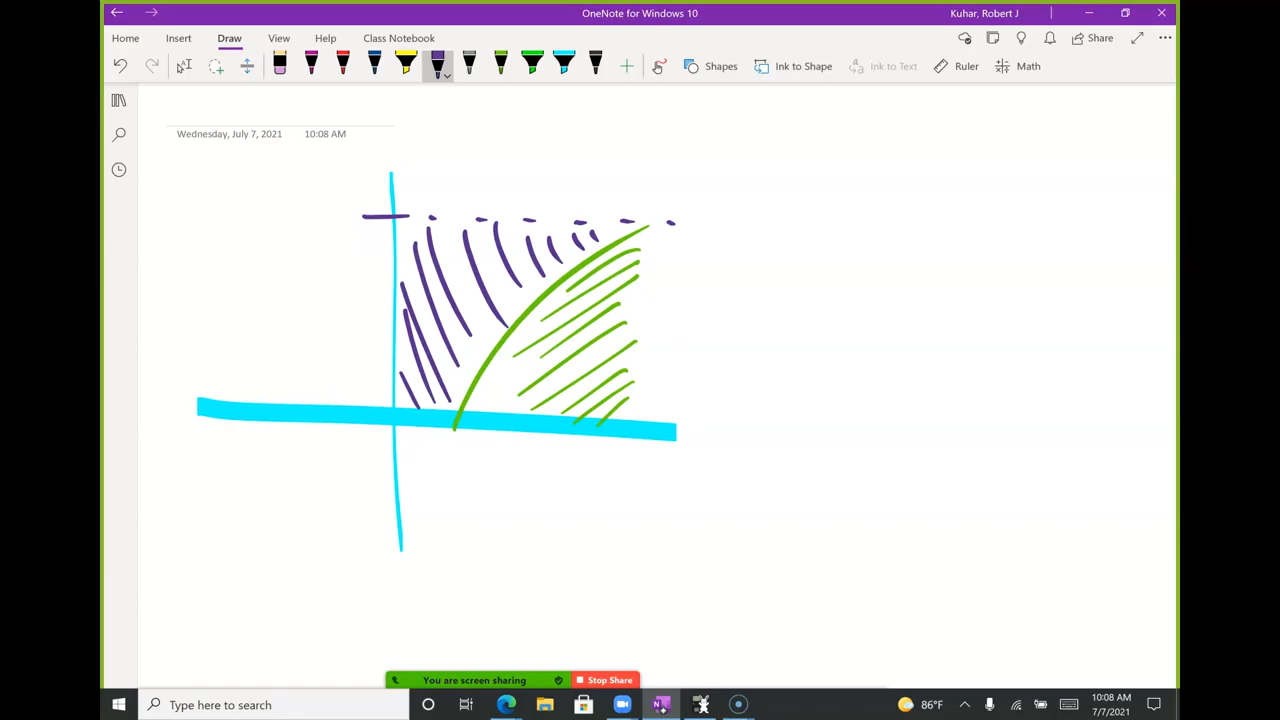 OneNote for Windows 10
Kuhar, Robert J
Home Insert Draw View Help Class Notebook
Share
Shapes Ink to Shape Ink to Text Ruler Math
Wednesday, July 7, 2021 10:08 AM
You are screen sharing Stop Share
Type here to search
86°F
10:08 AM
7/7/2021